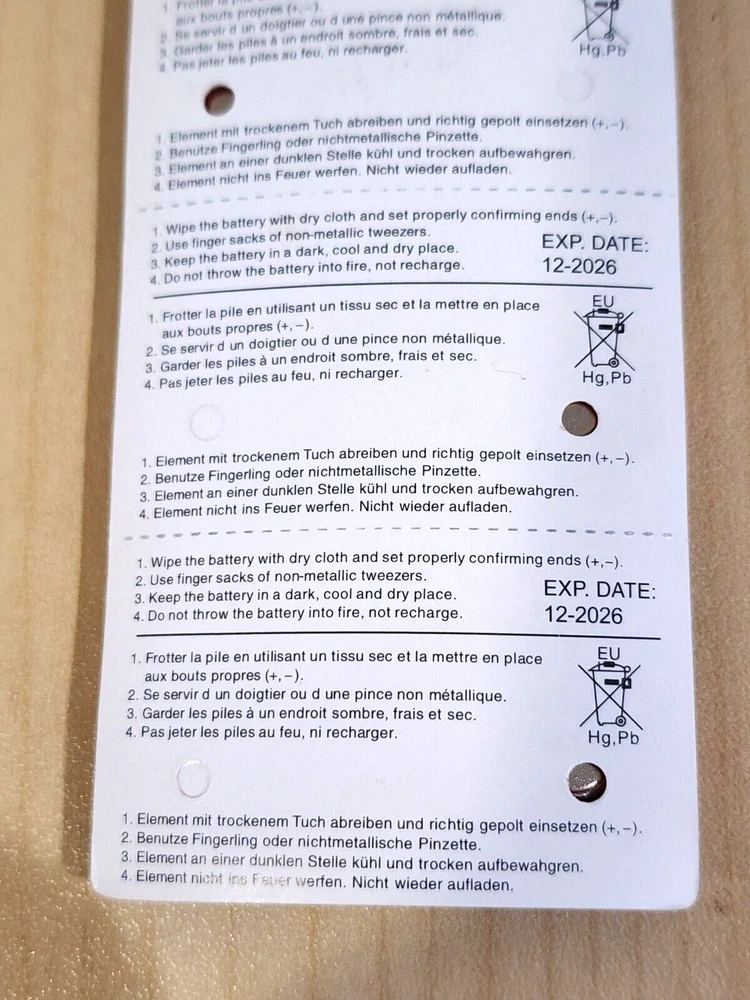 1. Frotter la
aux bouts propres (+,−).
2. Se servir d un doigtier ou d une pince non métallique.
3. Garder les piles à un endroit sombre, frais et sec.
4. Pas jeter les piles au feu, ni recharger.
Hg,Pb
1. Element mit trockenem Tuch abreiben und richtig gepolt einsetzen (+,−).
2. Benutze Fingerling oder nichtmetallische Pinzette.
3. Element an einer dunklen Stelle kühl und trocken aufbewahgren.
4. Element nicht ins Feuer werfen. Nicht wieder aufladen.
1. Wipe the battery with dry cloth and set properly confirming ends (+,−).
2. Use finger sacks of non-metallic tweezers.
3. Keep the battery in a dark, cool and dry place.
4. Do not throw the battery into fire, not recharge.
EXP. DATE:
12-2026
1. Frotter la pile en utilisant un tissu sec et la mettre en place
aux bouts propres (+,−).
2. Se servir d un doigtier ou d une pince non métallique.
3. Garder les piles à un endroit sombre, frais et sec.
4. Pas jeter les piles au feu, ni recharger.
EU
Hg,Pb
1. Element mit trockenem Tuch abreiben und richtig gepolt einsetzen (+,−).
2. Benutze Fingerling oder nichtmetallische Pinzette.
3. Element an einer dunklen Stelle kühl und trocken aufbewahgren.
4. Element nicht ins Feuer werfen. Nicht wieder aufladen.
1. Wipe the battery with dry cloth and set properly confirming ends (+,−).
2. Use finger sacks of non-metallic tweezers.
3. Keep the battery in a dark, cool and dry place.
4. Do not throw the battery into fire, not recharge.
EXP. DATE:
12-2026
1. Frotter la pile en utilisant un tissu sec et la mettre en place
aux bouts propres (+,−).
2. Se servir d un doigtier ou d une pince non métallique.
3. Garder les piles à un endroit sombre, frais et sec.
4. Pas jeter les piles au feu, ni recharger.
EU
Hg,Pb
1. Element mit trockenem Tuch abreiben und richtig gepolt einsetzen (+,−).
2. Benutze Fingerling oder nichtmetallische Pinzette.
3. Element an einer dunklen Stelle kühl und trocken aufbewahgren.
4. Element nicht ins Feuer werfen. Nicht wieder aufladen.